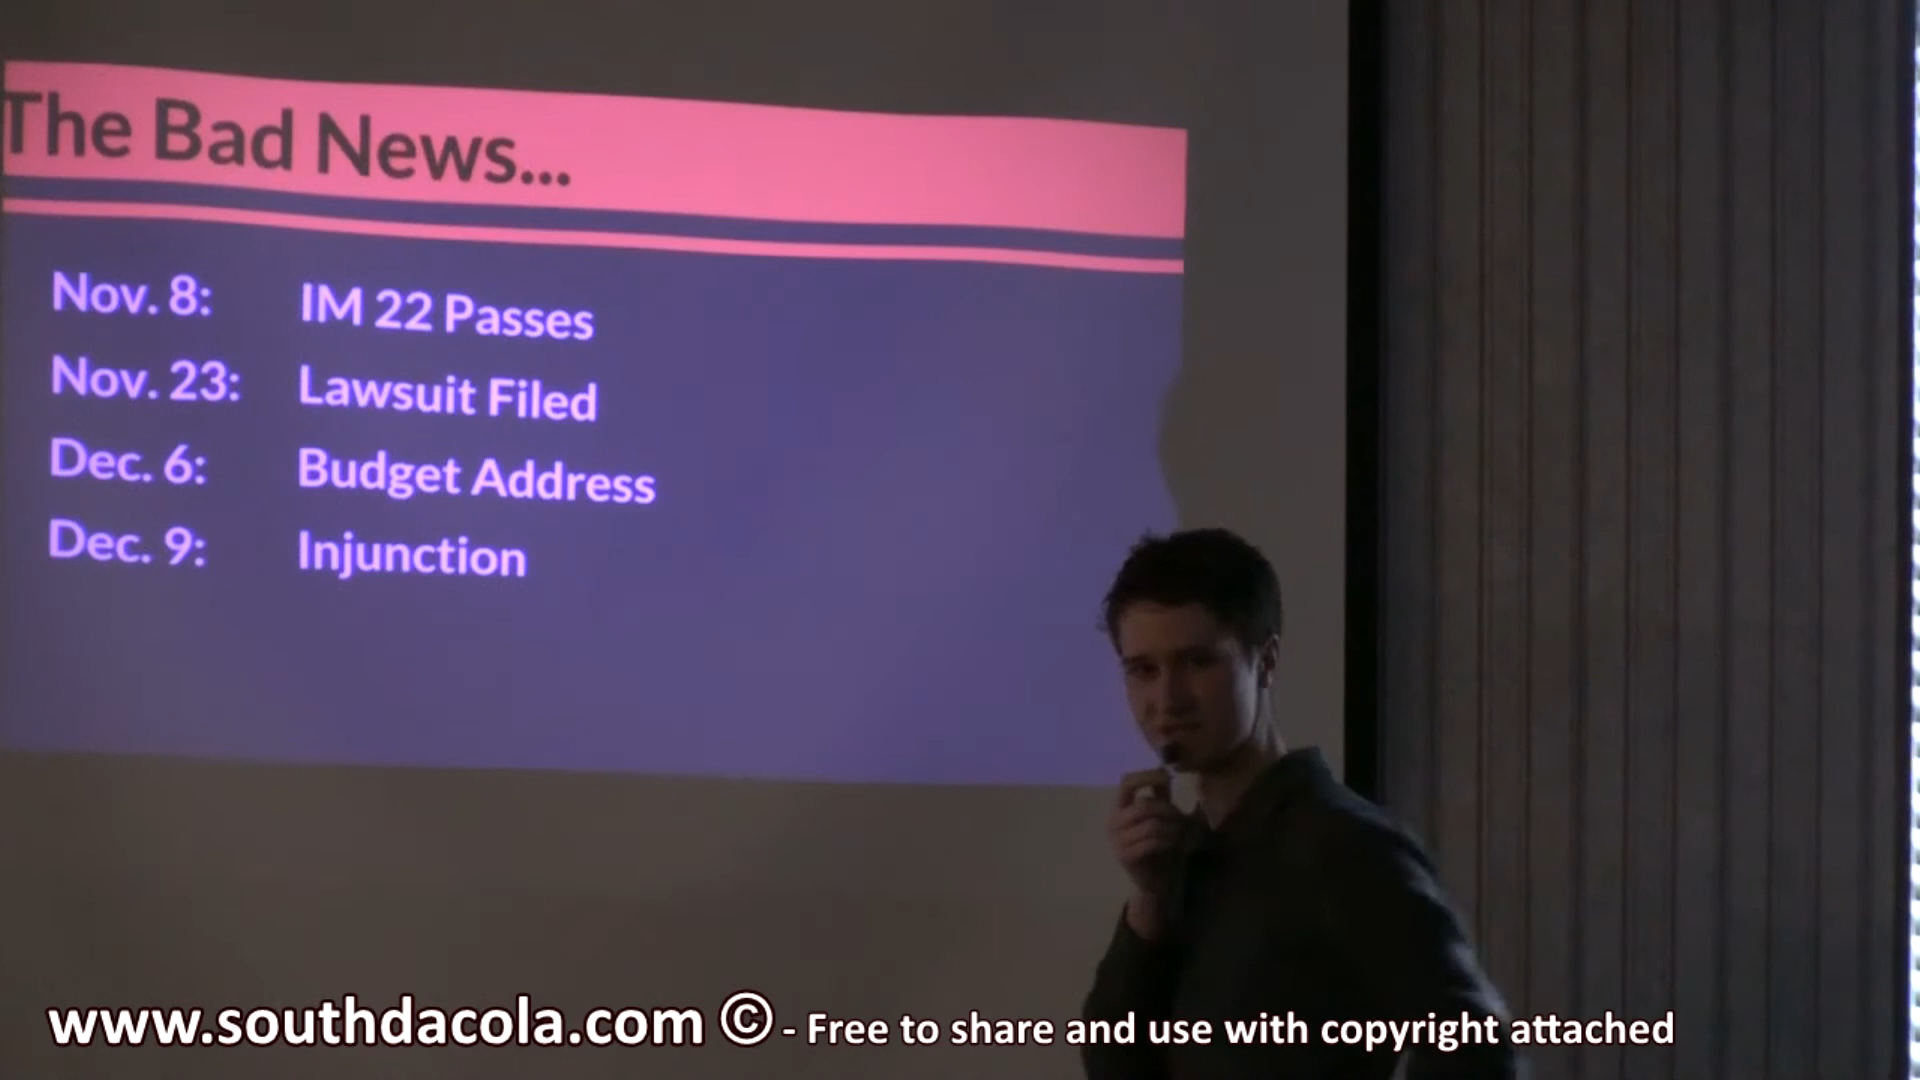 The Bad News...
Nov. 8: IM 22 Passes
Nov. 23: Lawsuit Filed
Dec. 6: Budget Address
Dec. 9: Injunction
www.southdacola.com © - Free to share and use with copyright attached